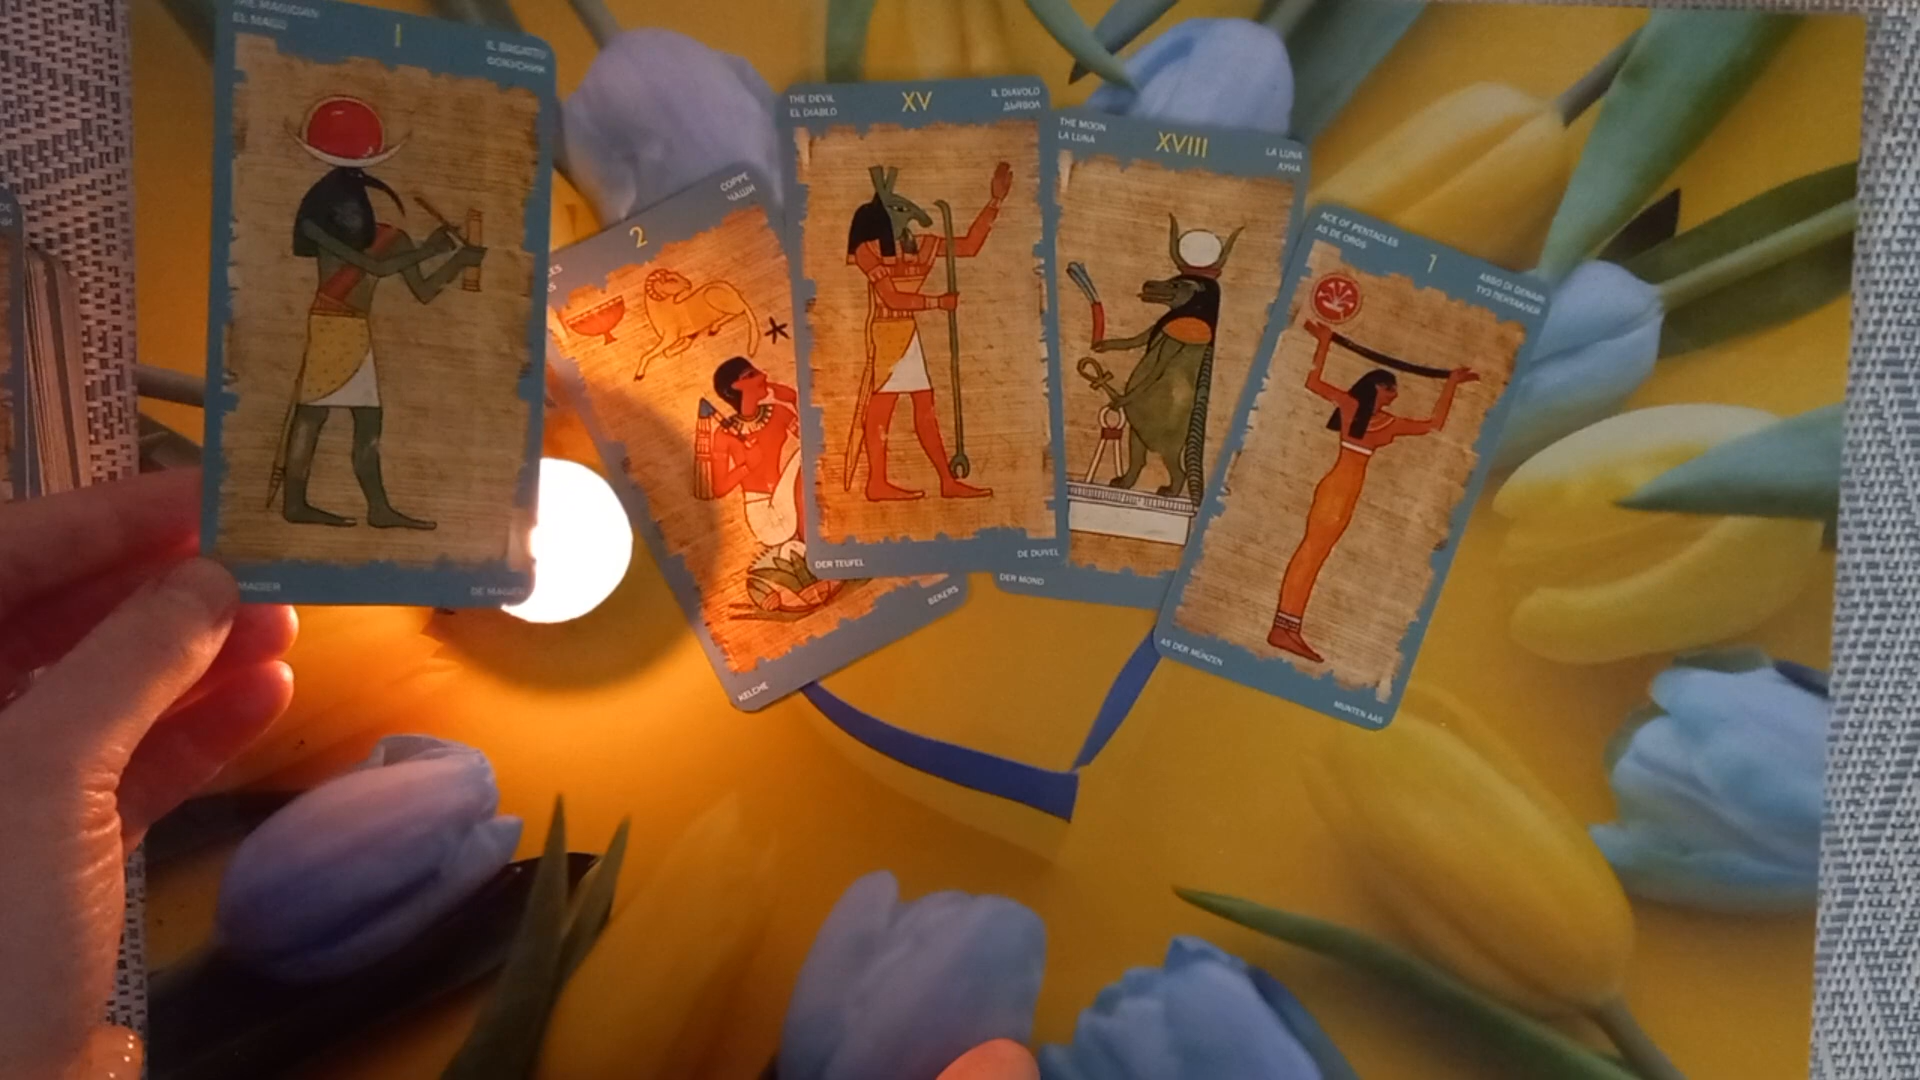 THE MAGICIAN
EL MAGO
I
IL BAGATTO
ФОКУСНИК
MAGIER
2
COPPE
ЧАШИ
KELCHE
BEKERS
THE DEVIL
EL DIABLO
XV
IL DIAVOLO
ДЬЯВОЛ
DER TEUFEL
DE DUIVEL
THE MOON
LA LUNA
XVIII
LA LUNA
ЛУНА
DER MOND
ACE OF PENTACLES
AS DE OROS
1
ASSO DI DENARI
ТУЗ ПЕНТАКЛЕЙ
AS DER MÜNZEN
MUNTEN AAS